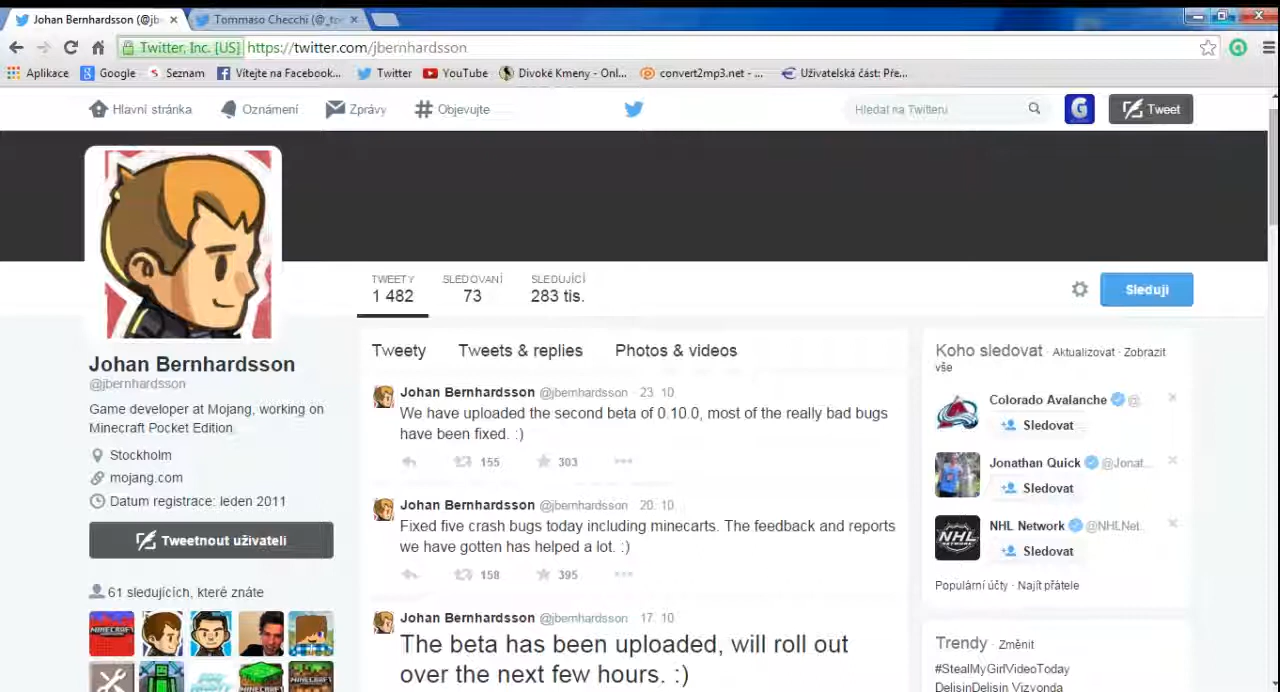 Johan Bernhardsson (@jb
Tommaso Checchi (@_to
Twitter, Inc. [US] https://twitter.com/jbernhardsson
Aplikace Google Seznam Vítejte na Facebook... Twitter YouTube Divoké Kmeny - Onl... convert2mp3.net - ... Uživatelská část: Pře...
Hlavní stránka Oznámení Zprávy Objevujte Hledat na Twitteru G Tweet
TWEETY SLEDOVANÍ SLEDUJÍCÍ
1 482 73 283 tis.
Sleduji
Johan Bernhardsson
@jbernhardsson
Game developer at Mojang, working on
Minecraft Pocket Edition
Stockholm
mojang.com
Datum registrace: leden 2011
Tweetnout uživateli
61 sledujících, které znáte
MINECRAFT
Tweety Tweets & replies Photos & videos
Johan Bernhardsson @jbernhardsson · 23. 10
We have uploaded the second beta of 0.10.0, most of the really bad bugs
have been fixed. :)
155 303
Johan Bernhardsson @jbernhardsson · 20. 10
Fixed five crash bugs today including minecarts. The feedback and reports
we have gotten has helped a lot. :)
158 395
Johan Bernhardsson @jbernhardsson · 17. 10
The beta has been uploaded, will roll out
over the next few hours. :)
Koho sledovat · Aktualizovat · Zobrazit
vše
Colorado Avalanche @
Sledovat
Jonathan Quick @Jonat...
Sledovat
NHL Network @NHLNet...
Sledovat
NHL
NETWORK
Populární účty · Najít přátele
Trendy · Změnit
#StealMyGirlVideoToday
DelisinDelisin Vizyonda